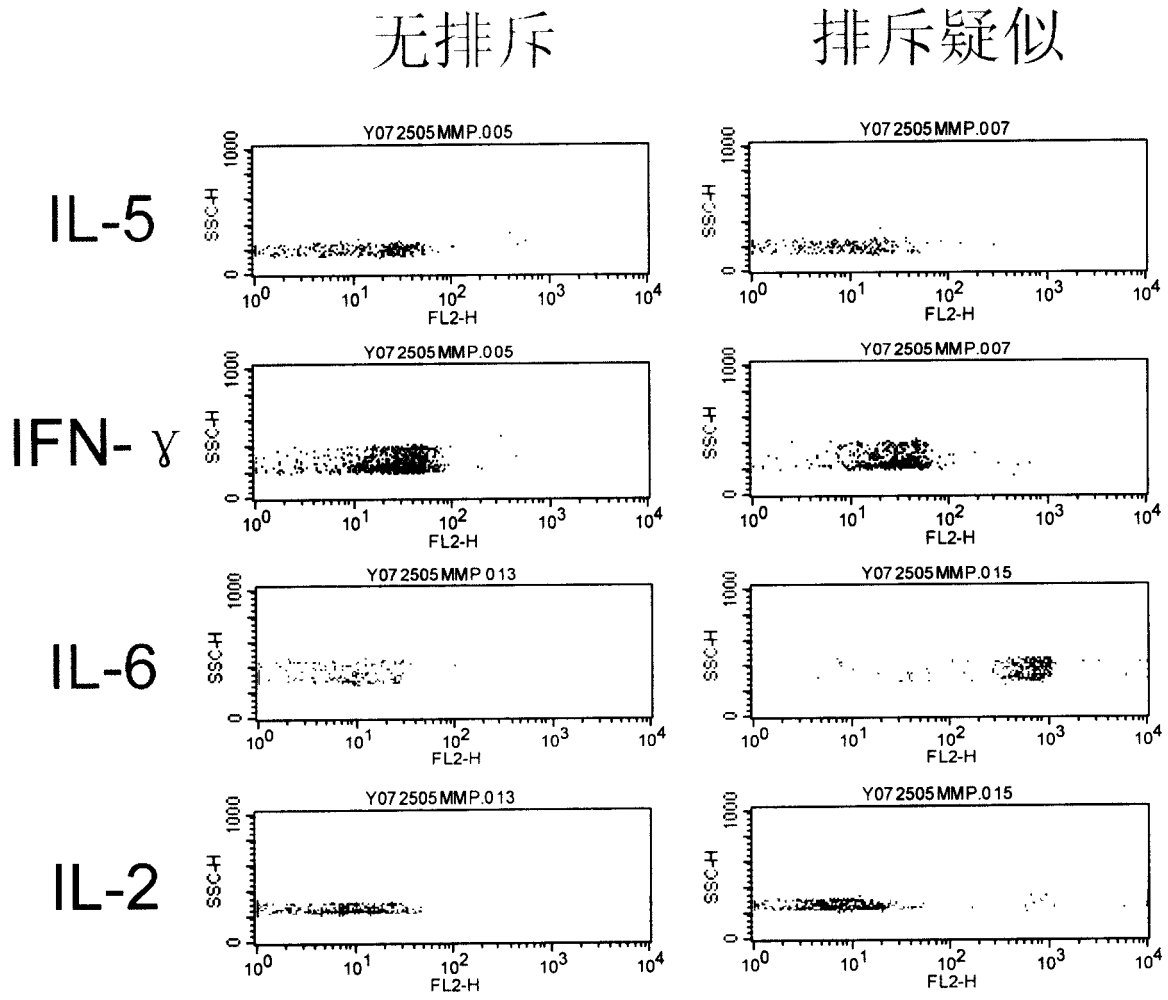 无排斥 排斥疑似
Y072505MMP.005 Y072505MMP.007
IL-5 SSC-H 1000 0 SSC-H 1000 0
10^0 10^1 10^2 10^3 10^4 10^0 10^1 10^2 10^3 10^4
FL2-H FL2-H
Y072505MMP.005 Y072505MMP.007
IFN-γ SSC-H 1000 0 SSC-H 1000 0
10^0 10^1 10^2 10^3 10^4 10^0 10^1 10^2 10^3 10^4
FL2-H FL2-H
Y072505MMP.013 Y072505MMP.015
IL-6 SSC-H 1000 0 SSC-H 1000 0
10^0 10^1 10^2 10^3 10^4 10^0 10^1 10^2 10^3 10^4
FL2-H FL2-H
Y072505MMP.013 Y072505MMP.015
IL-2 SSC-H 1000 0 SSC-H 1000 0
10^0 10^1 10^2 10^3 10^4 10^0 10^1 10^2 10^3 10^4
FL2-H FL2-H